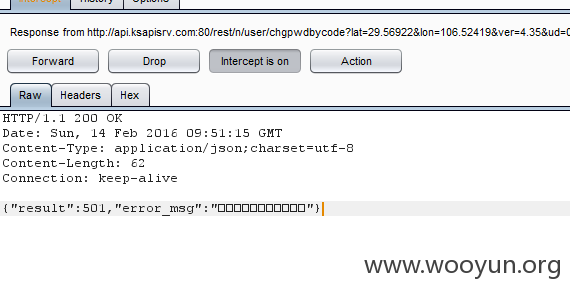 History Options
Response from http://api.ksapisrv.com:80/rest/n/user/chgpwdbycode?lat=29.56922&lon=106.52419&ver=4.35&ud=0
Forward Drop Intercept is on Action
Raw Headers Hex
HTTP/1.1 200 OK
Date: Sun, 14 Feb 2016 09:51:15 GMT
Content-Type: application/json;charset=utf-8
Content-Length: 62
Connection: keep-alive
{"result":501,"error_msg":"□□□□□□□□□□□"}
www.wooyun.org